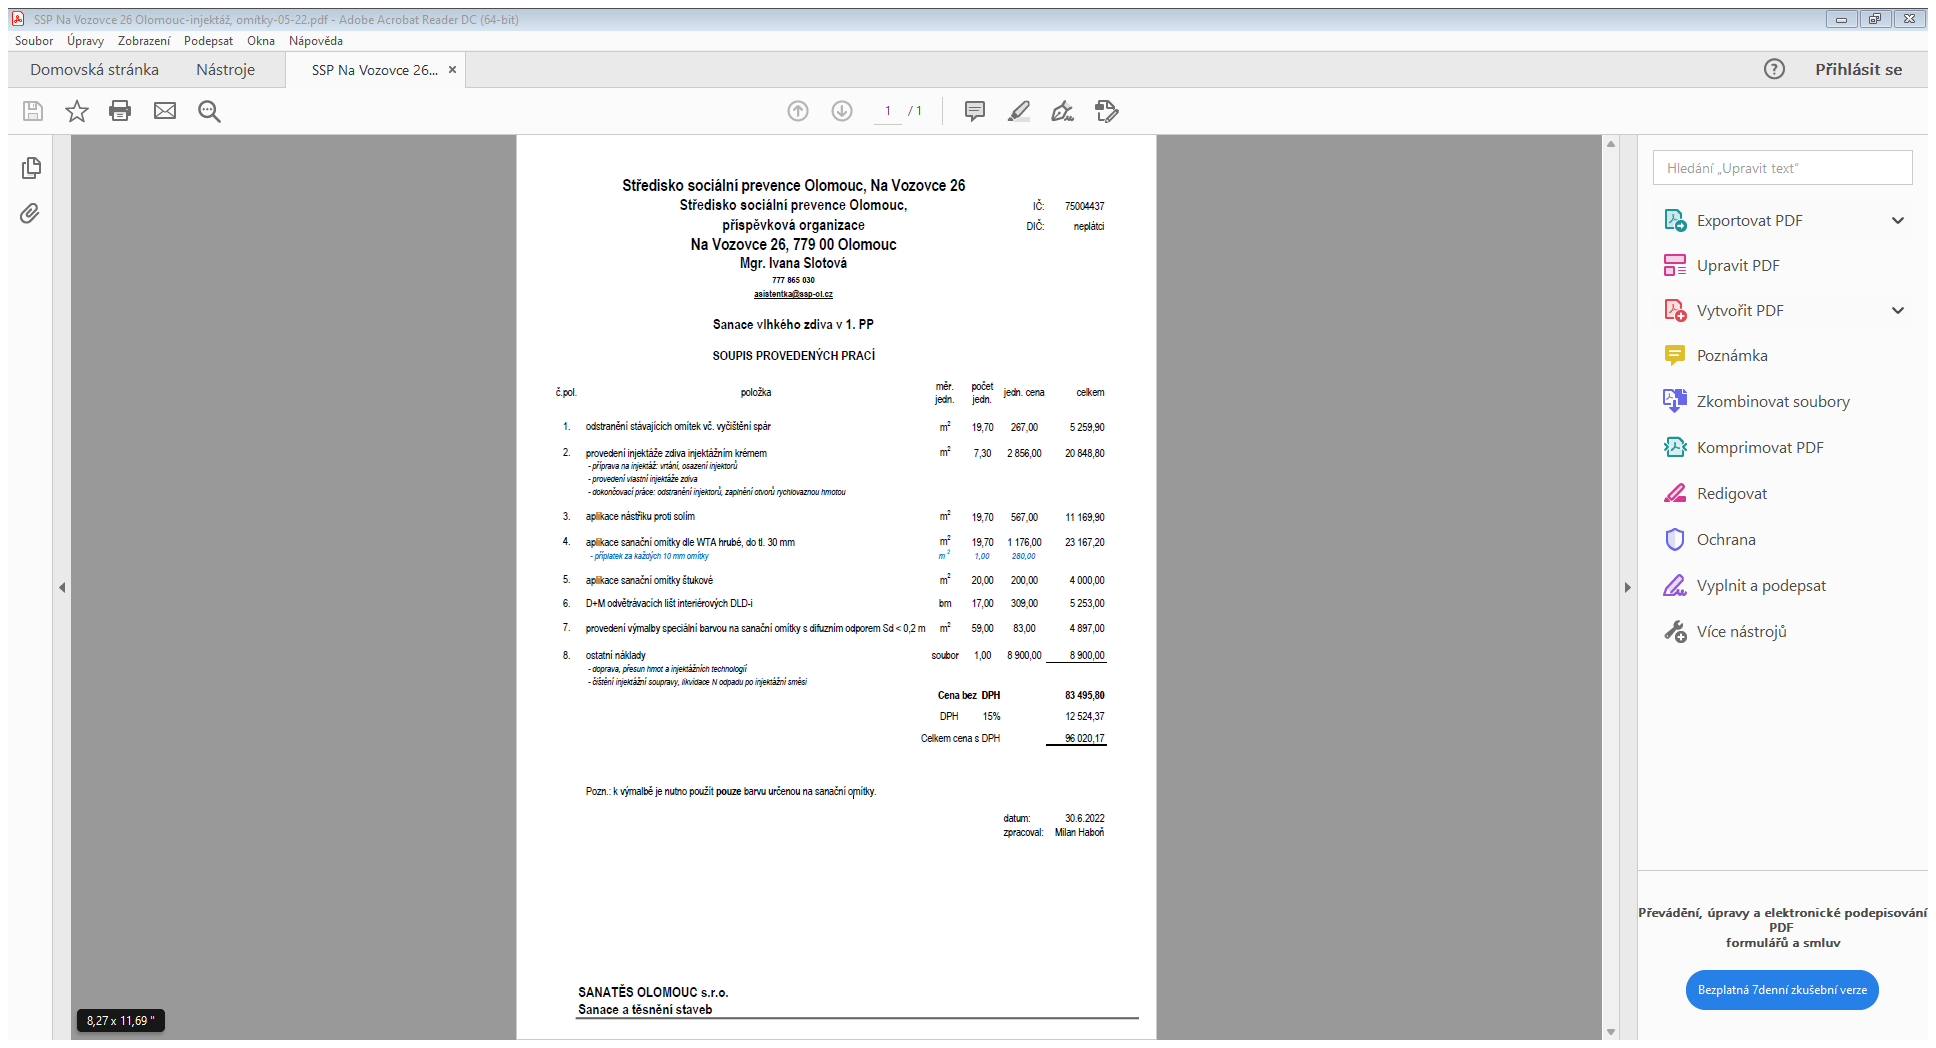 SSP Na Vozovce 26 Olomouc-injektáž, omítky-05-22.pdf - Adobe Acrobat Reader DC (64-bit)
Soubor Úpravy Zobrazení Podepsat Okna Nápověda
Domovská stránka Nástroje SSP Na Vozovce 26... × Přihlásit se
1 / 1
Hledání „Upravit text"
Exportovat PDF
Upravit PDF
Vytvořit PDF
Poznámka
Zkombinovat soubory
Komprimovat PDF
Redigovat
Ochrana
Vyplnit a podepsat
Více nástrojů
Převádění, úpravy a elektronické podepisování
PDF
formulářů a smluv
Bezplatná 7denní zkušební verze
Středisko sociální prevence Olomouc, Na Vozovce 26
Středisko sociální prevence Olomouc, IČ: 75004437
příspěvková organizace DIČ: neplátci
Na Vozovce 26, 779 00 Olomouc
Mgr. Ivana Slotová
777 865 030
asistentka@ssp-ol.cz
Sanace vlhkého zdiva v 1. PP
SOUPIS PROVEDENÝCH PRACÍ
č.pol. položka měr. jedn. počet jedn. jedn. cena celkem
1. odstranění stávajících omítek vč. vyčištění spár m² 19,70 267,00 5 259,90
2. provedení injektáže zdiva injektážním krémem m² 7,30 2 856,00 20 848,80
- příprava na injektáž: vrtání, osazení injektorů
- provedení vlastní injektáže zdiva
- dokončovací práce: odstranění injektorů, zaplnění otvorů rychlovaznou hmotou
3. aplikace nástřiku proti solím m² 19,70 567,00 11 169,90
4. aplikace sanační omítky dle WTA hrubé, do tl. 30 mm m² 19,70 1 176,00 23 167,20
- příplatek za každých 10 mm omítky m² 1,00 280,00
5. aplikace sanační omítky štukové m² 20,00 200,00 4 000,00
6. D+M odvětrávacích lišt interiérových DLD-i bm 17,00 309,00 5 253,00
7. provedení výmalby speciální barvou na sanační omítky s difuzním odporem Sd < 0,2 m m² 59,00 83,00 4 897,00
8. ostatní náklady soubor 1,00 8 900,00 8 900,00
- doprava, přesun hmot a injektážních technologií
- čištění injektážní soupravy, likvidace N odpadu po injektážní směsi
Cena bez DPH 83 495,80
DPH 15% 12 524,37
Celkem cena s DPH 96 020,17
Pozn.: k výmalbě je nutno použít pouze barvu určenou na sanační omítky.
datum: 30.6.2022
zpracoval: Milan Haboň
SANATĚS OLOMOUC s.r.o.
Sanace a těsnění staveb
8,27 x 11,69 "